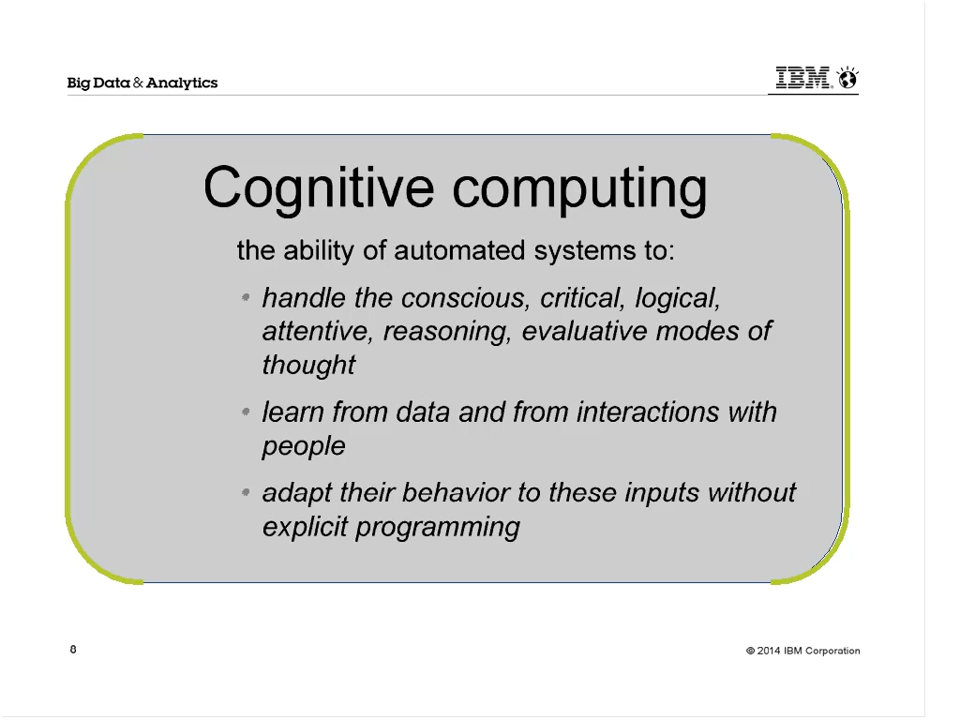 Big Data & Analytics
IBM®
Cognitive computing
the ability of automated systems to:
• handle the conscious, critical, logical,
attentive, reasoning, evaluative modes of
thought
• learn from data and from interactions with
people
• adapt their behavior to these inputs without
explicit programming
8
© 2014 IBM Corporation